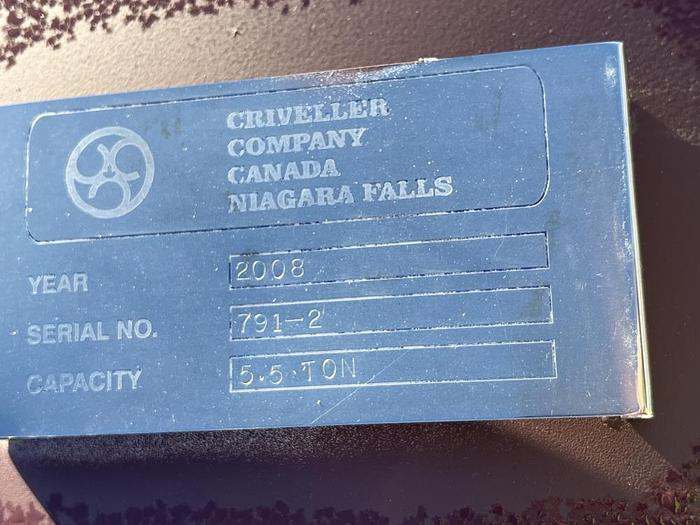 CRIVELLER
COMPANY
CANADA
NIAGARA FALLS
YEAR 2008
SERIAL NO. 791-2
CAPACITY 5.5 TON